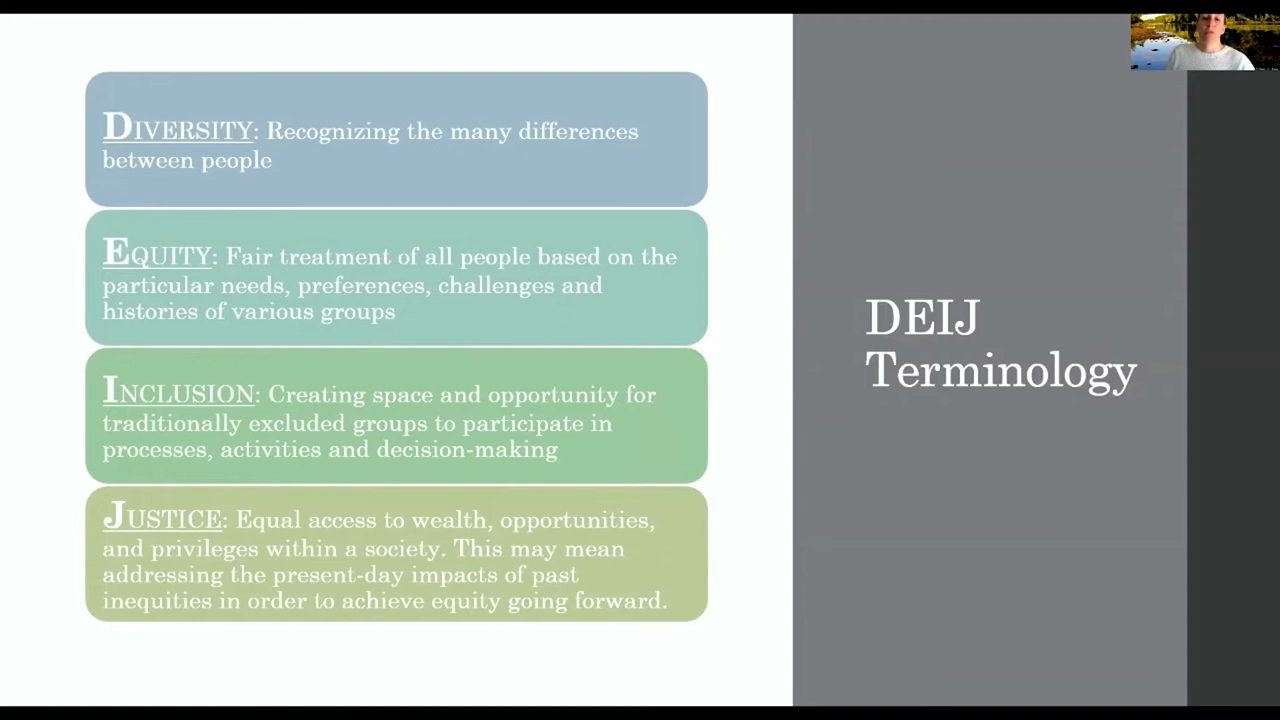 DIVERSITY: Recognizing the many differences
between people
EQUITY: Fair treatment of all people based on the
particular needs, preferences, challenges and
histories of various groups
INCLUSION: Creating space and opportunity for
traditionally excluded groups to participate in
processes, activities and decision-making
JUSTICE: Equal access to wealth, opportunities,
and privileges within a society. This may mean
addressing the present-day impacts of past
inequities in order to achieve equity going forward.
DEIJ
Terminology